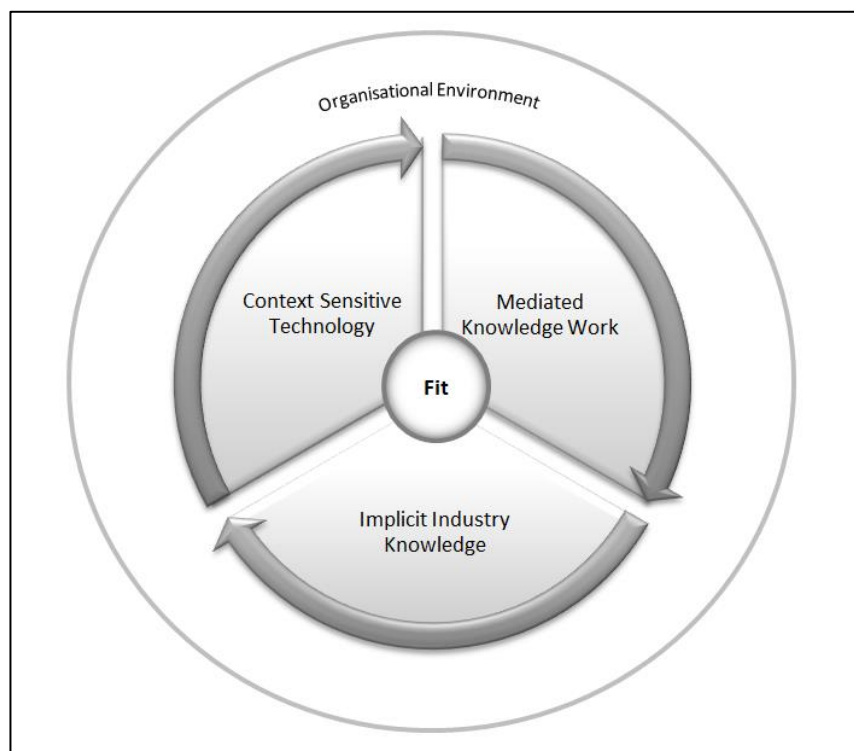 Organisational Environment
Context Sensitive
Technology
Mediated
Knowledge Work
Fit
Implicit Industry
Knowledge